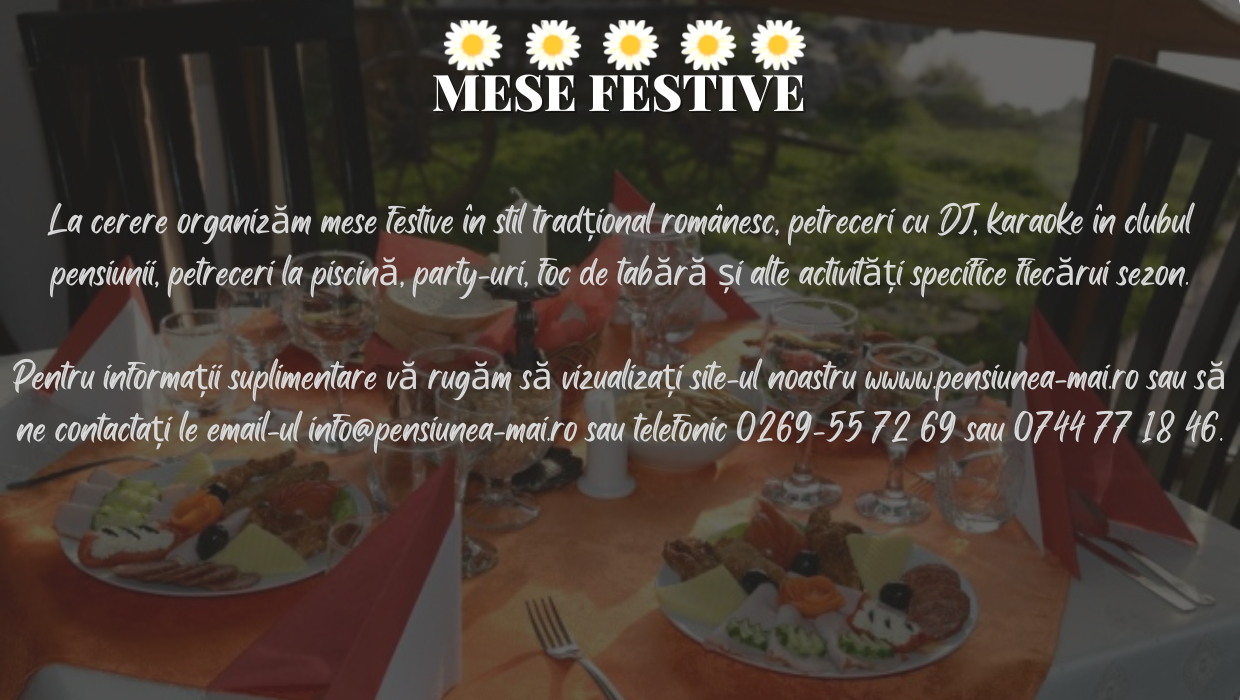 MESE FESTIVE
La cerere organizăm mese festive în stil tradțional românesc, petreceri cu DJ, karaoke în clubul
pensiunii, petreceri la piscină, party-uri, foc de tabără și alte activități specifice fiecărui sezon.
Pentru informații suplimentare vă rugăm să vizualizați site-ul noastru wwww.pensiunea-mai.ro sau să
ne contactați le email-ul info@pensiunea-mai.ro sau telefonic 0269-55 72 69 sau 0744 77 18 46.